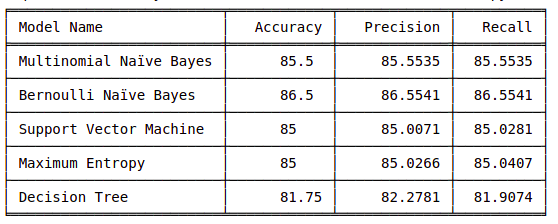 Model Name Accuracy Precision Recall
Multinomial Naïve Bayes 85.5 85.5535 85.5535
Bernoulli Naïve Bayes 86.5 86.5541 86.5541
Support Vector Machine 85 85.0071 85.0281
Maximum Entropy 85 85.0266 85.0407
Decision Tree 81.75 82.2781 81.9074